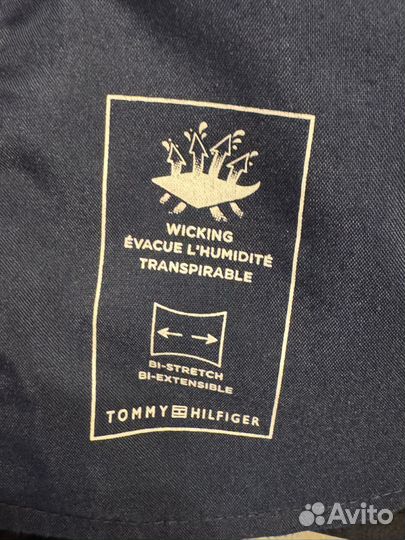 WICKING
ÉVACUE L'HUMIDITÉ
TRANSPIRABLE
BI-STRETCH
BI-EXTENSIBLE
TOMMY HILFIGER
Avito